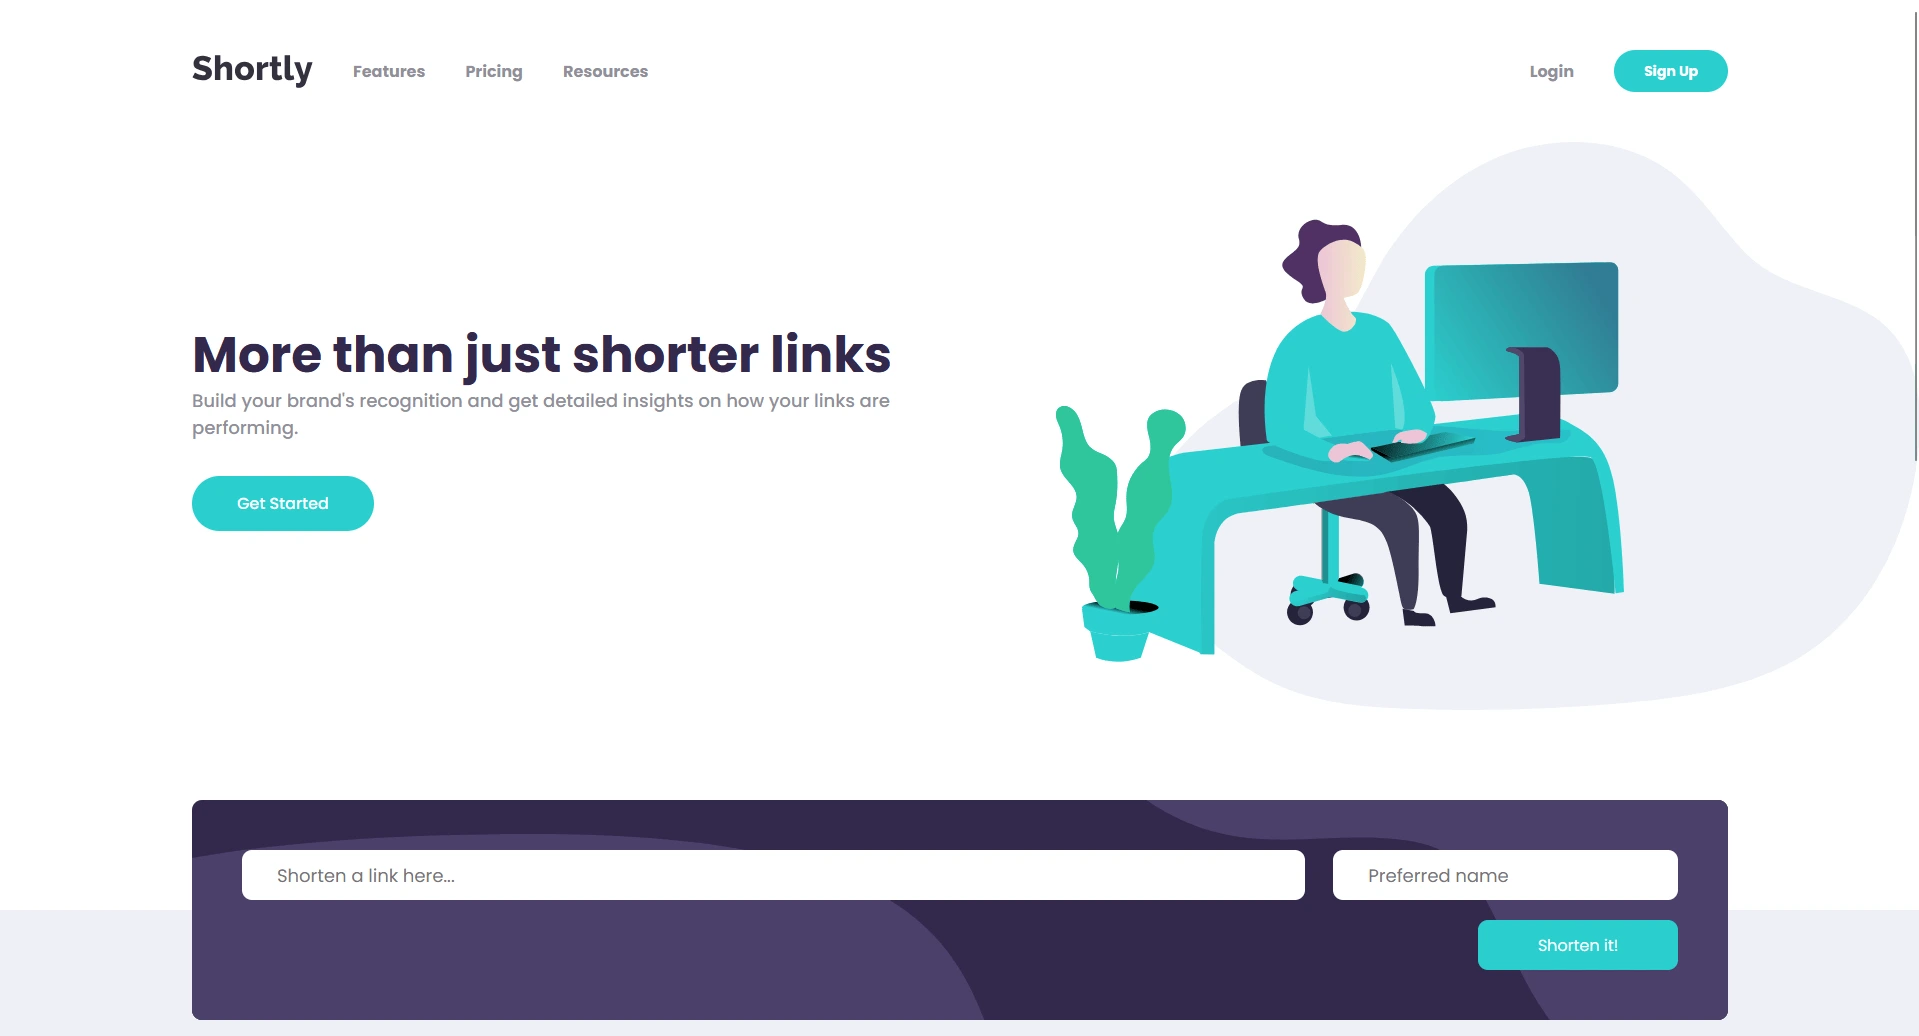 Shortly
Features
Pricing
Resources
Login
Sign Up
More than just shorter links
Build your brand's recognition and get detailed insights on how your links are
performing.
Get Started
Shorten a link here...
Preferred name
Shorten it!